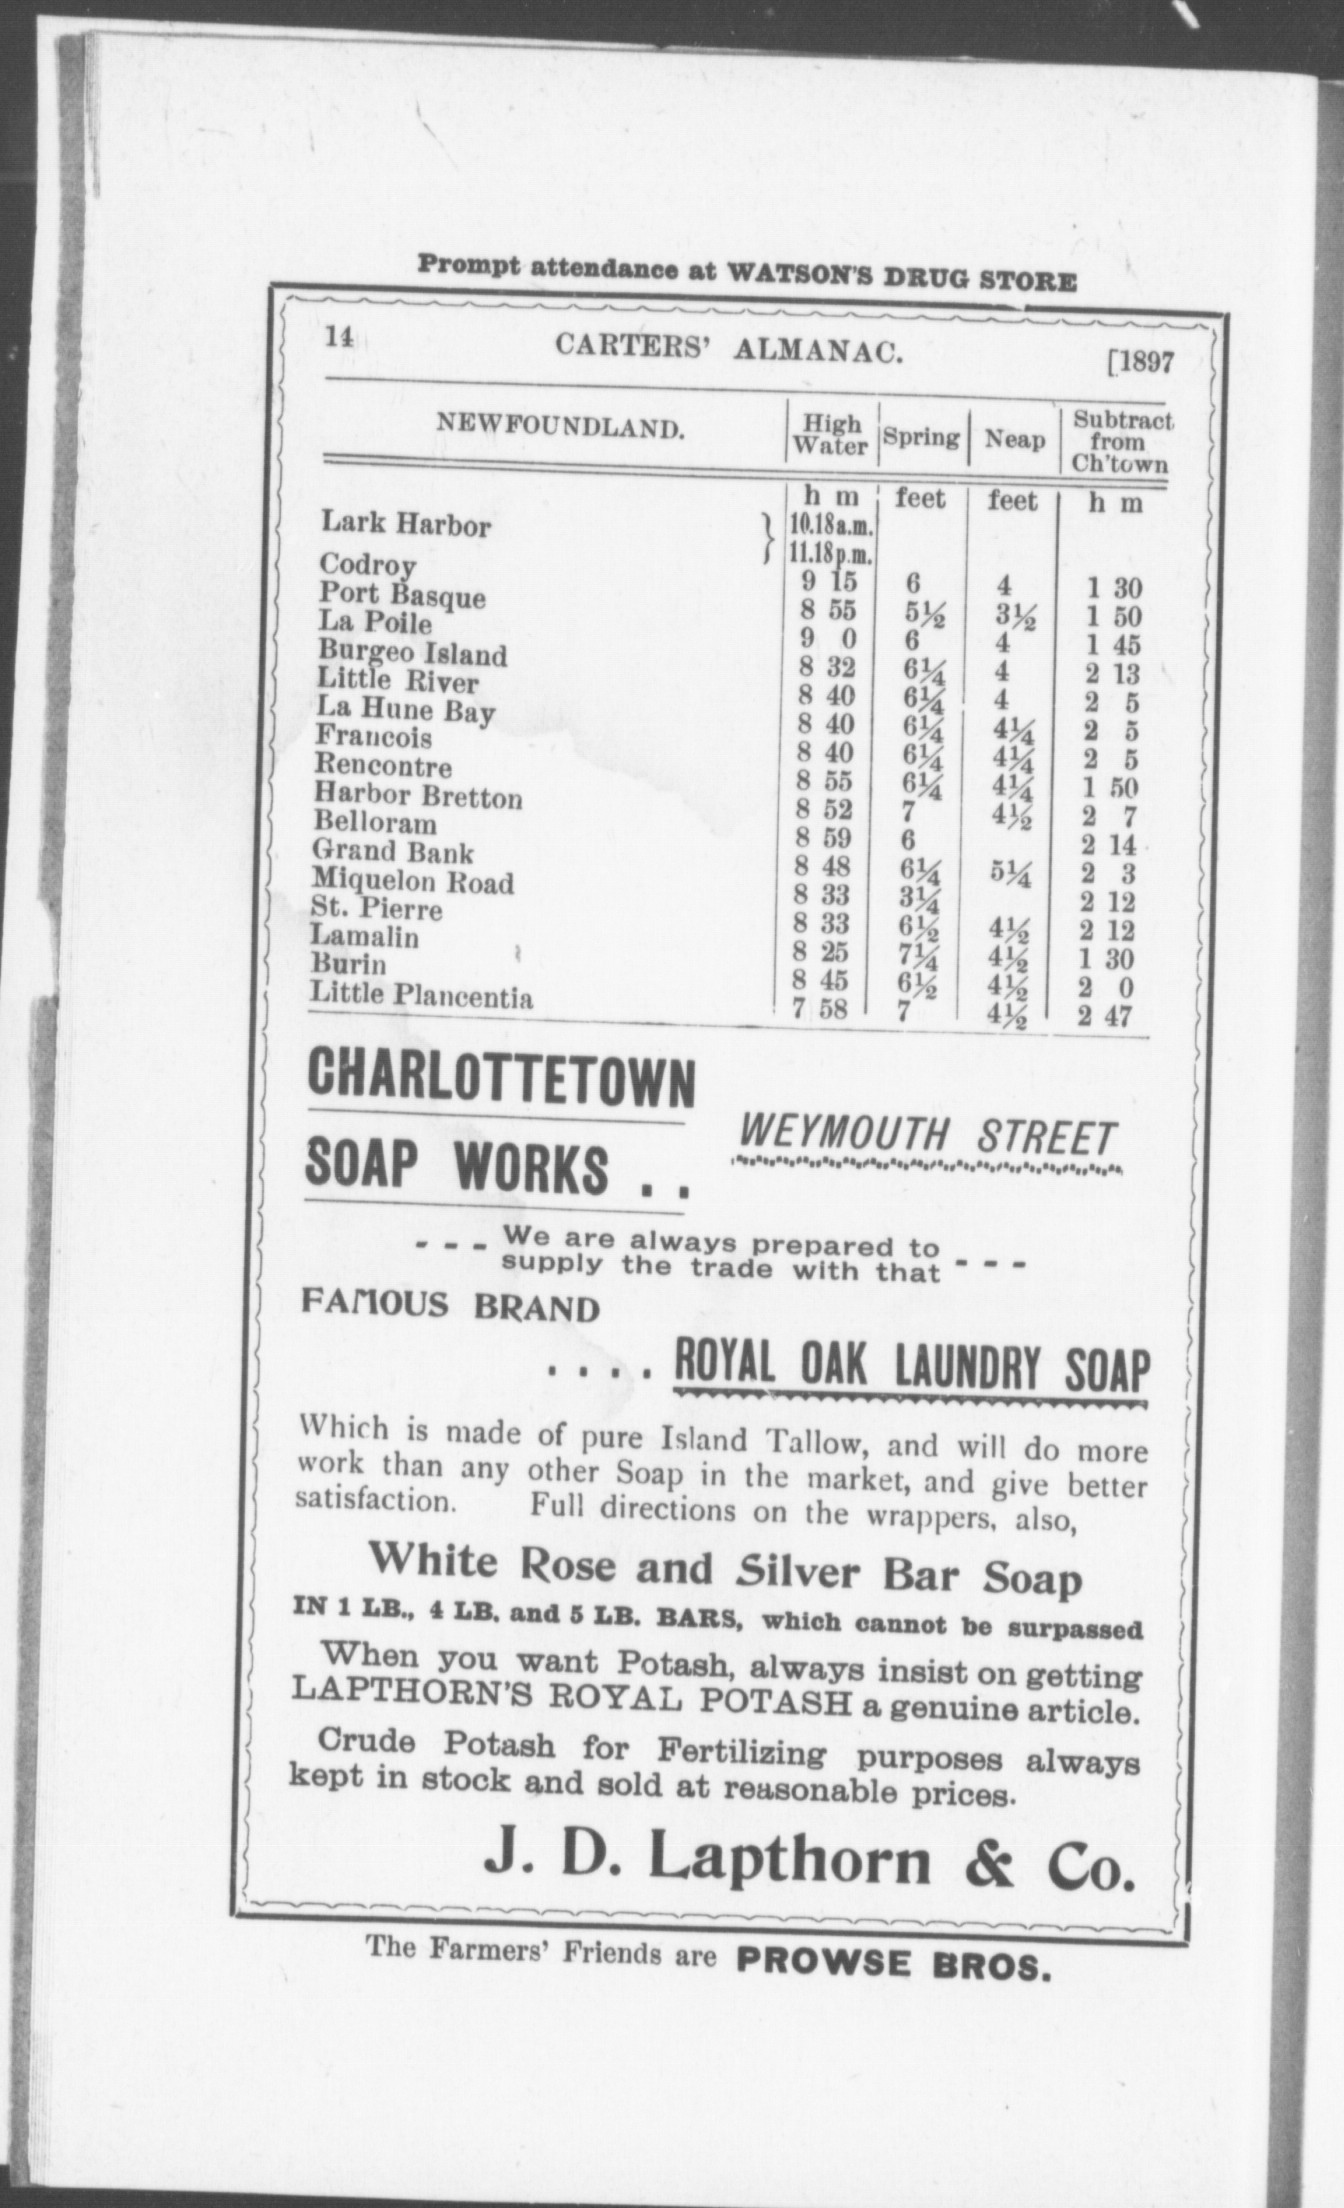 Prompt attendance at WATSON'S DRUG STORE
14 CARTERS' ALMANAC. [1897
NEWFOUNDLAND. High Water Spring Neap Subtract from Ch'town
h m feet feet h m
Lark Harbor } 10.18 a.m.
11.18 p.m.
Codroy 9 15 6 4 1 30
Port Basque 8 55 5½ 3½ 1 50
La Poile 9 0 6 4 1 45
Burgeo Island 8 32 6¼ 4 2 13
Little River 8 40 6¼ 4 2 5
La Hune Bay 8 40 6¼ 4¼ 2 5
Francois 8 40 6¼ 4¼ 2 5
Rencontre 8 55 6¼ 4¼ 1 50
Harbor Bretton 8 52 7 4½ 2 7
Belloram 8 59 6 2 14
Grand Bank 8 48 6¼ 5¼ 2 3
Miquelon Road 8 33 3¼ 2 12
St. Pierre 8 33 6½ 4½ 2 12
Lamalin 8 25 7¼ 4½ 1 30
Burin 8 45 6½ 4½ 2 0
Little Plancentia 7 58 7 4½ 2 47
CHARLOTTETOWN
SOAP WORKS . .
WEYMOUTH STREET
- - - We are always prepared to
supply the trade with that - - -
FAMOUS BRAND
. . . . ROYAL OAK LAUNDRY SOAP
Which is made of pure Island Tallow, and will do more
work than any other Soap in the market, and give better
satisfaction. Full directions on the wrappers, also,
White Rose and Silver Bar Soap
IN 1 LB., 4 LB. and 5 LB. BARS, which cannot be surpassed
When you want Potash, always insist on getting
LAPTHORN'S ROYAL POTASH a genuine article.
Crude Potash for Fertilizing purposes always
kept in stock and sold at reasonable prices.
J. D. Lapthorn & Co.
The Farmers' Friends are PROWSE BROS.